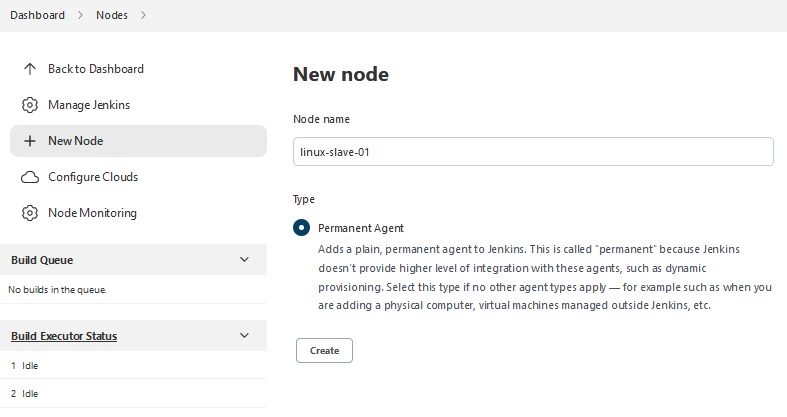 Dashboard > Nodes >
Back to Dashboard
Manage Jenkins
New Node
Configure Clouds
Node Monitoring
Build Queue
No builds in the queue.
Build Executor Status
1 Idle
2 Idle
New node
Node name
linux-slave-01
Type
Permanent Agent
Adds a plain, permanent agent to Jenkins. This is called "permanent" because Jenkins
doesn't provide higher level of integration with these agents, such as dynamic
provisioning. Select this type if no other agent types apply — for example such as when you
are adding a physical computer, virtual machines managed outside Jenkins, etc.
Create